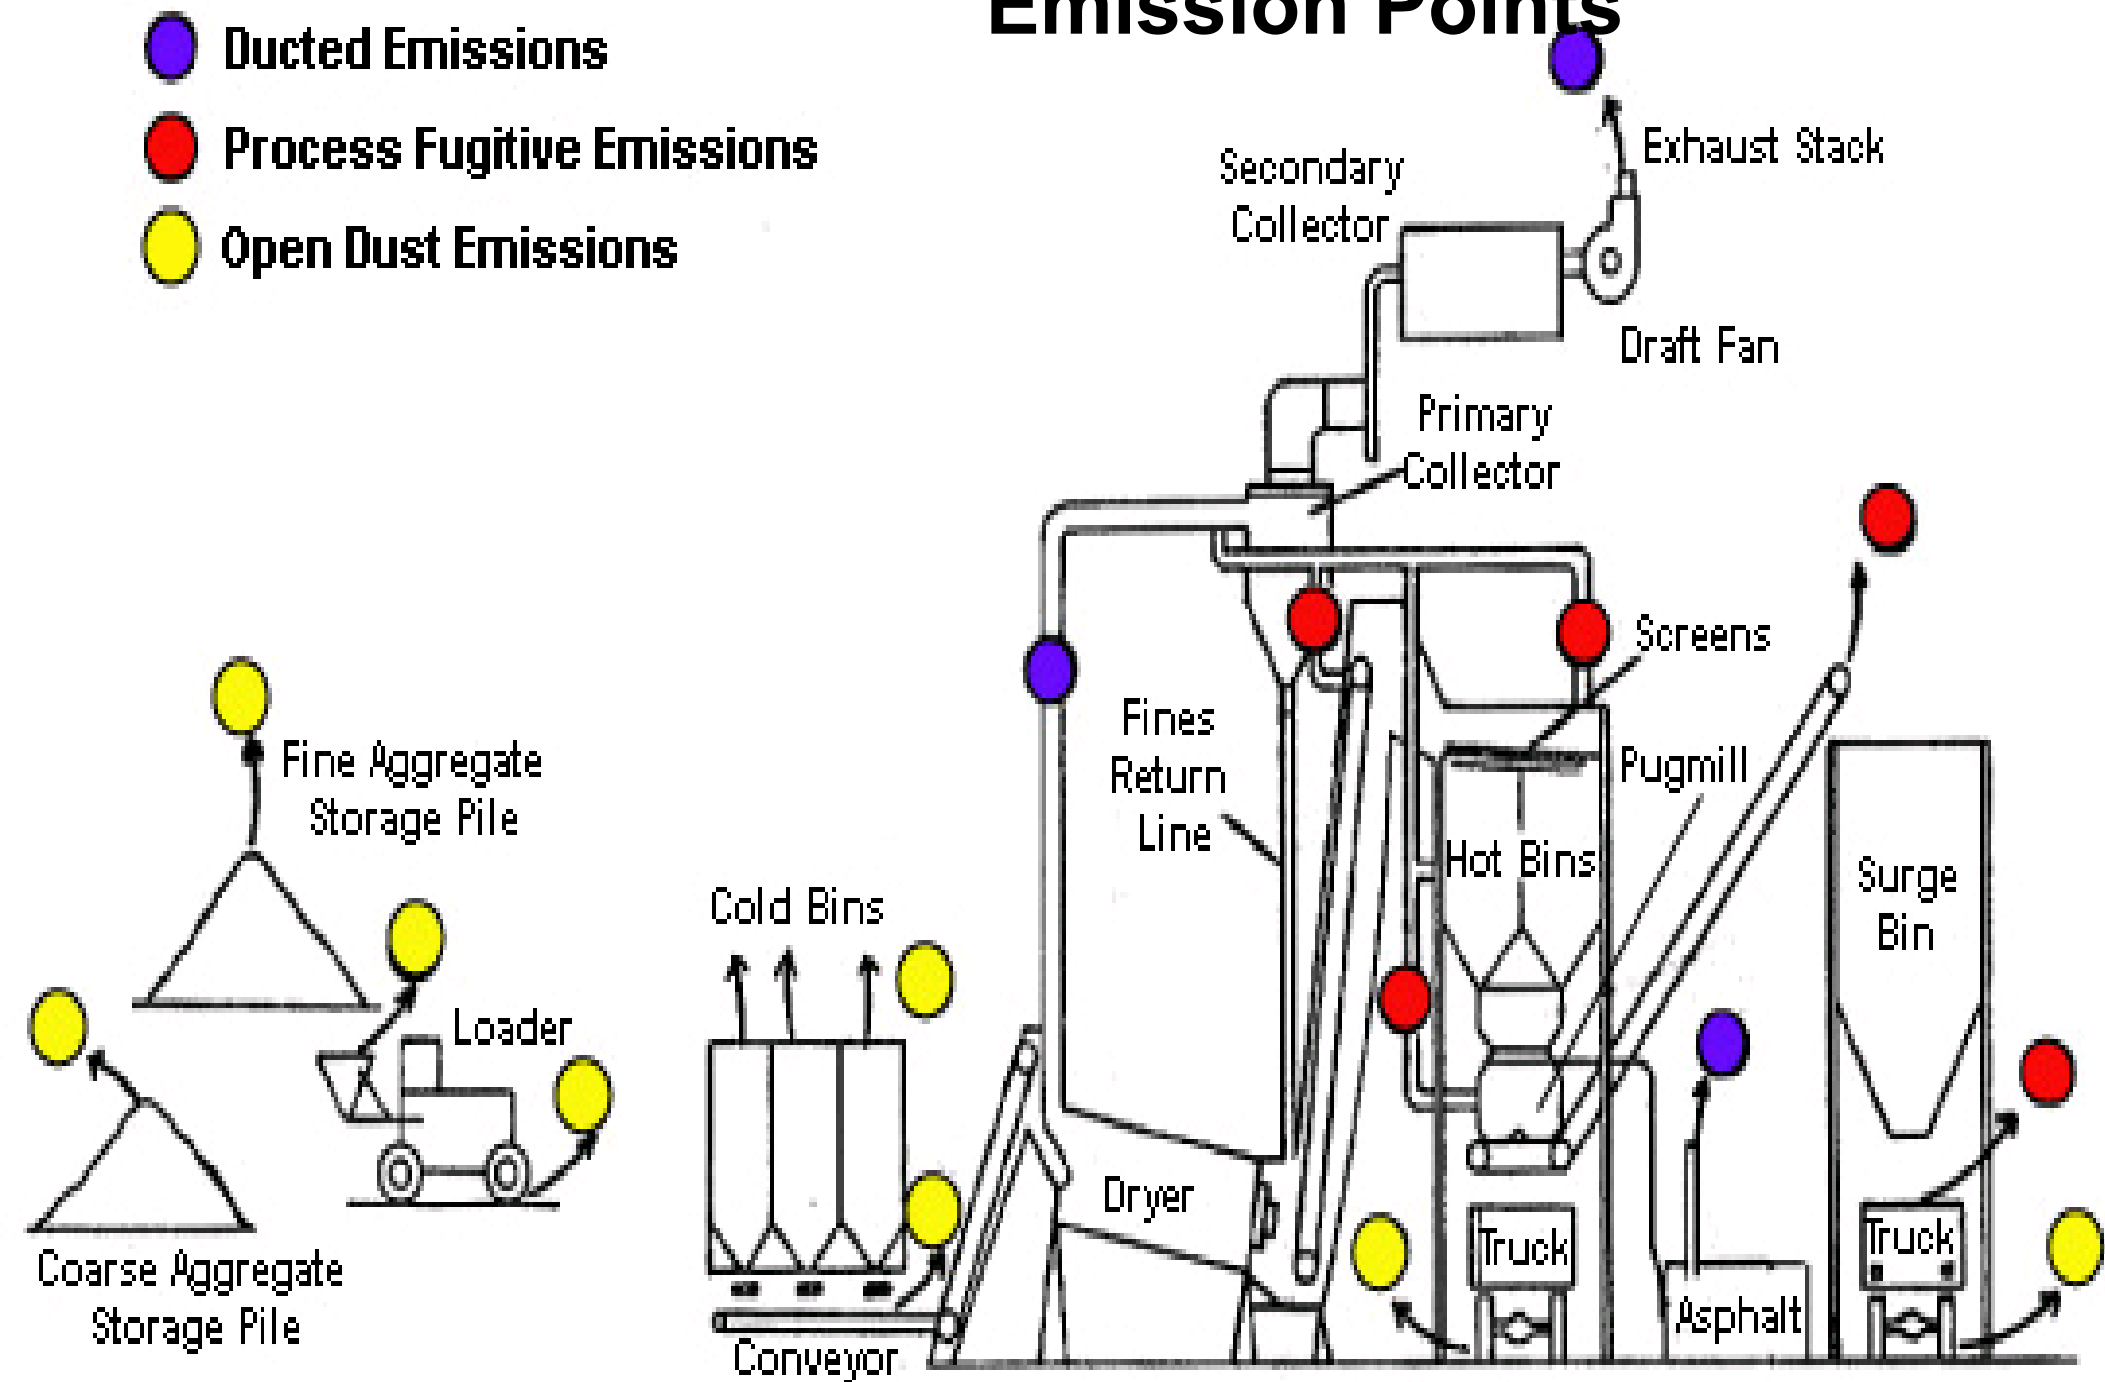 Emission Points
Ducted Emissions
Process Fugitive Emissions
Open Dust Emissions
Exhaust Stack
Secondary
Collector
Draft Fan
Primary
Collector
Screens
Fines
Return
Line
Pugmill
Fine Aggregate
Storage Pile
Hot Bins
Surge
Bin
Cold Bins
Loader
Dryer
Truck
Truck
Coarse Aggregate
Storage Pile
Asphalt
Conveyor